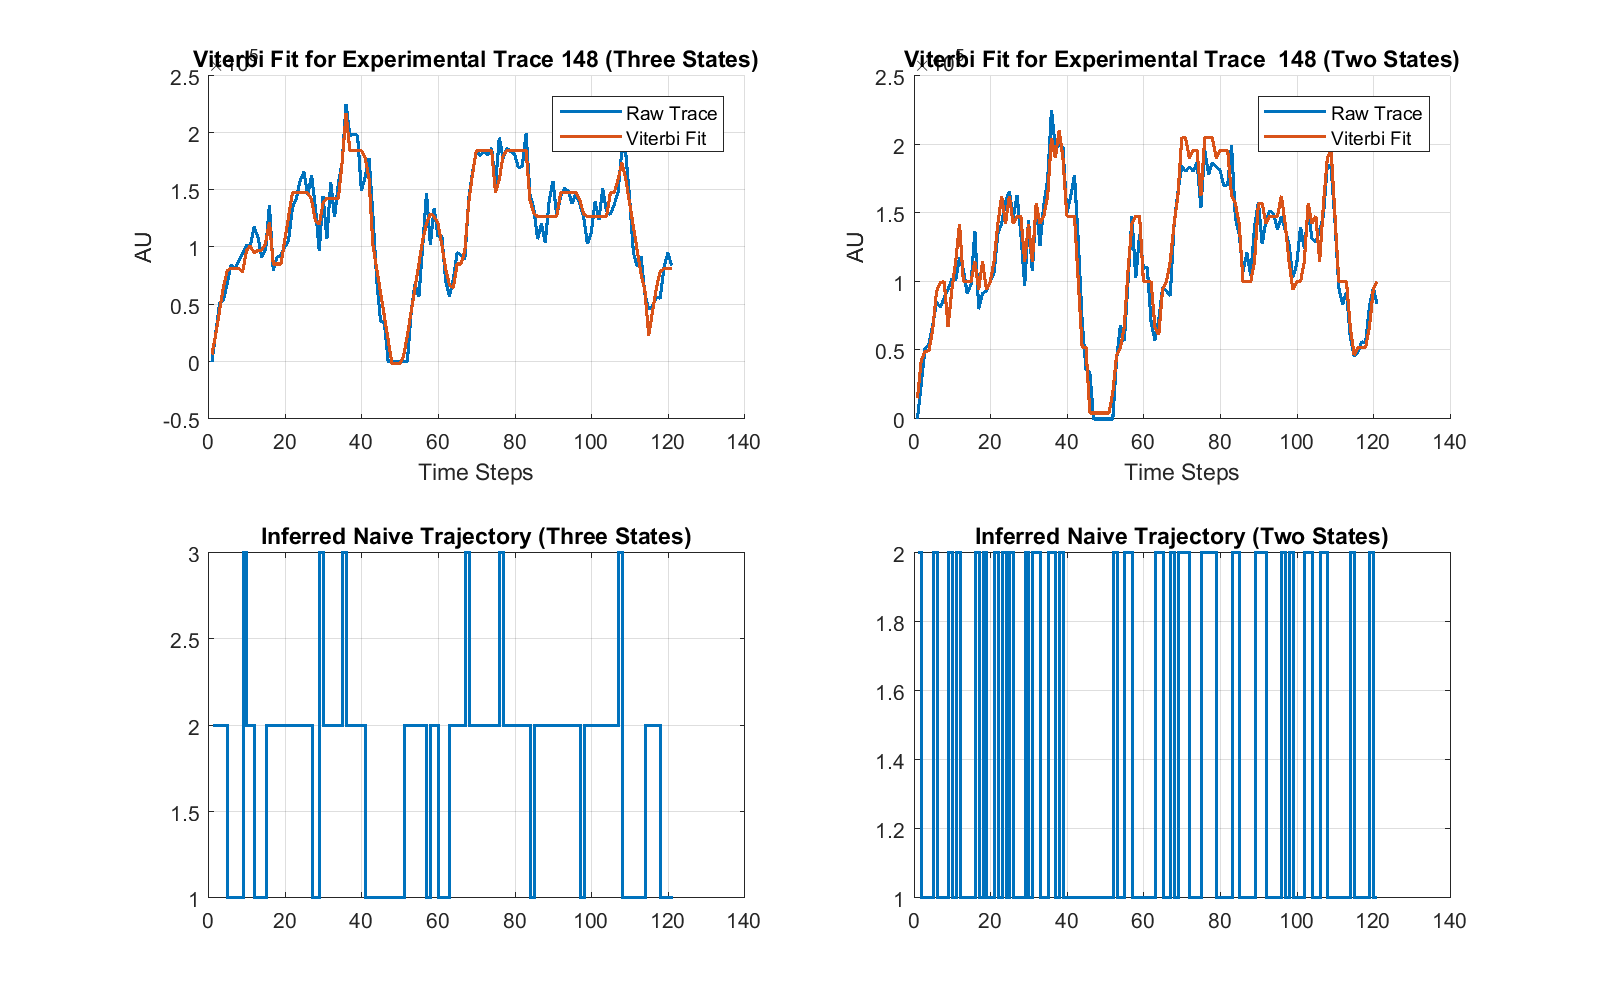 Viterbi Fit for Experimental Trace 148 (Three States)
2.5
2
1.5
1
0.5
0
-0.5
AU
Raw Trace
Viterbi Fit
0 20 40 60 80 100 120 140
Time Steps
Viterbi Fit for Experimental Trace 148 (Two States)
2.5
2
1.5
1
0.5
0
AU
Raw Trace
Viterbi Fit
0 20 40 60 80 100 120 140
Time Steps
Inferred Naive Trajectory (Three States)
3
2.5
2
1.5
1
0 20 40 60 80 100 120 140
Inferred Naive Trajectory (Two States)
2
1.8
1.6
1.4
1.2
1
0 20 40 60 80 100 120 140